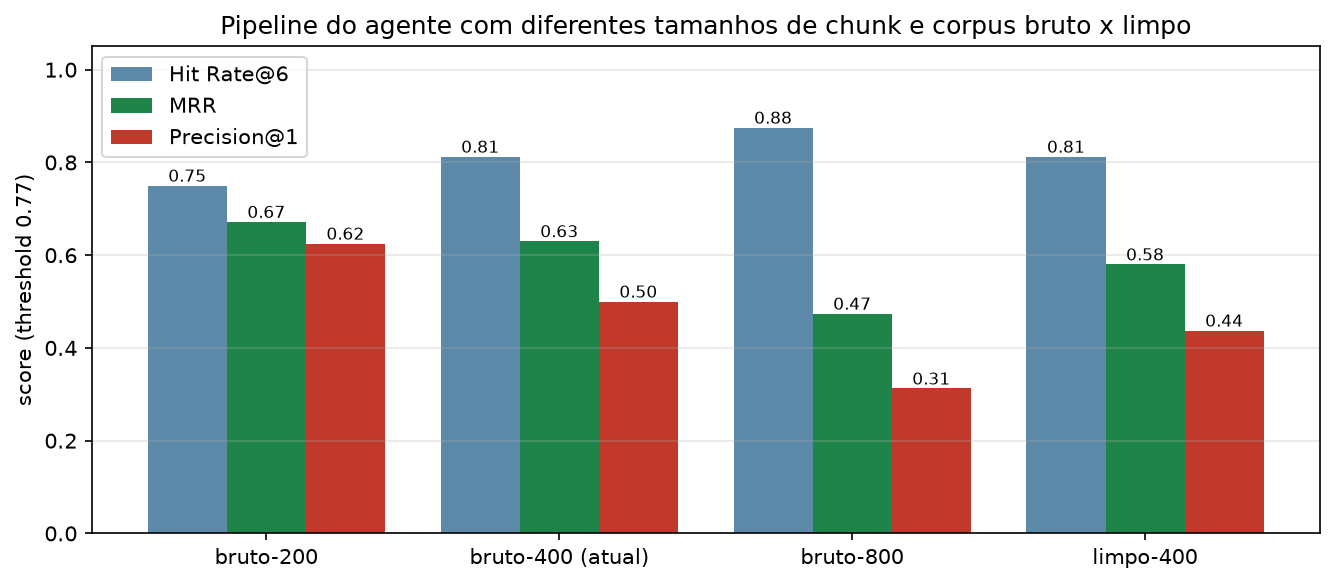 Pipeline do agente com diferentes tamanhos de chunk e corpus bruto x limpo
Hit Rate@6
MRR
Precision@1
score (threshold 0.77)
1.0
0.8
0.6
0.4
0.2
0.0
0.75
0.67
0.62
0.81
0.63
0.50
0.88
0.47
0.31
0.81
0.58
0.44
bruto-200
bruto-400 (atual)
bruto-800
limpo-400